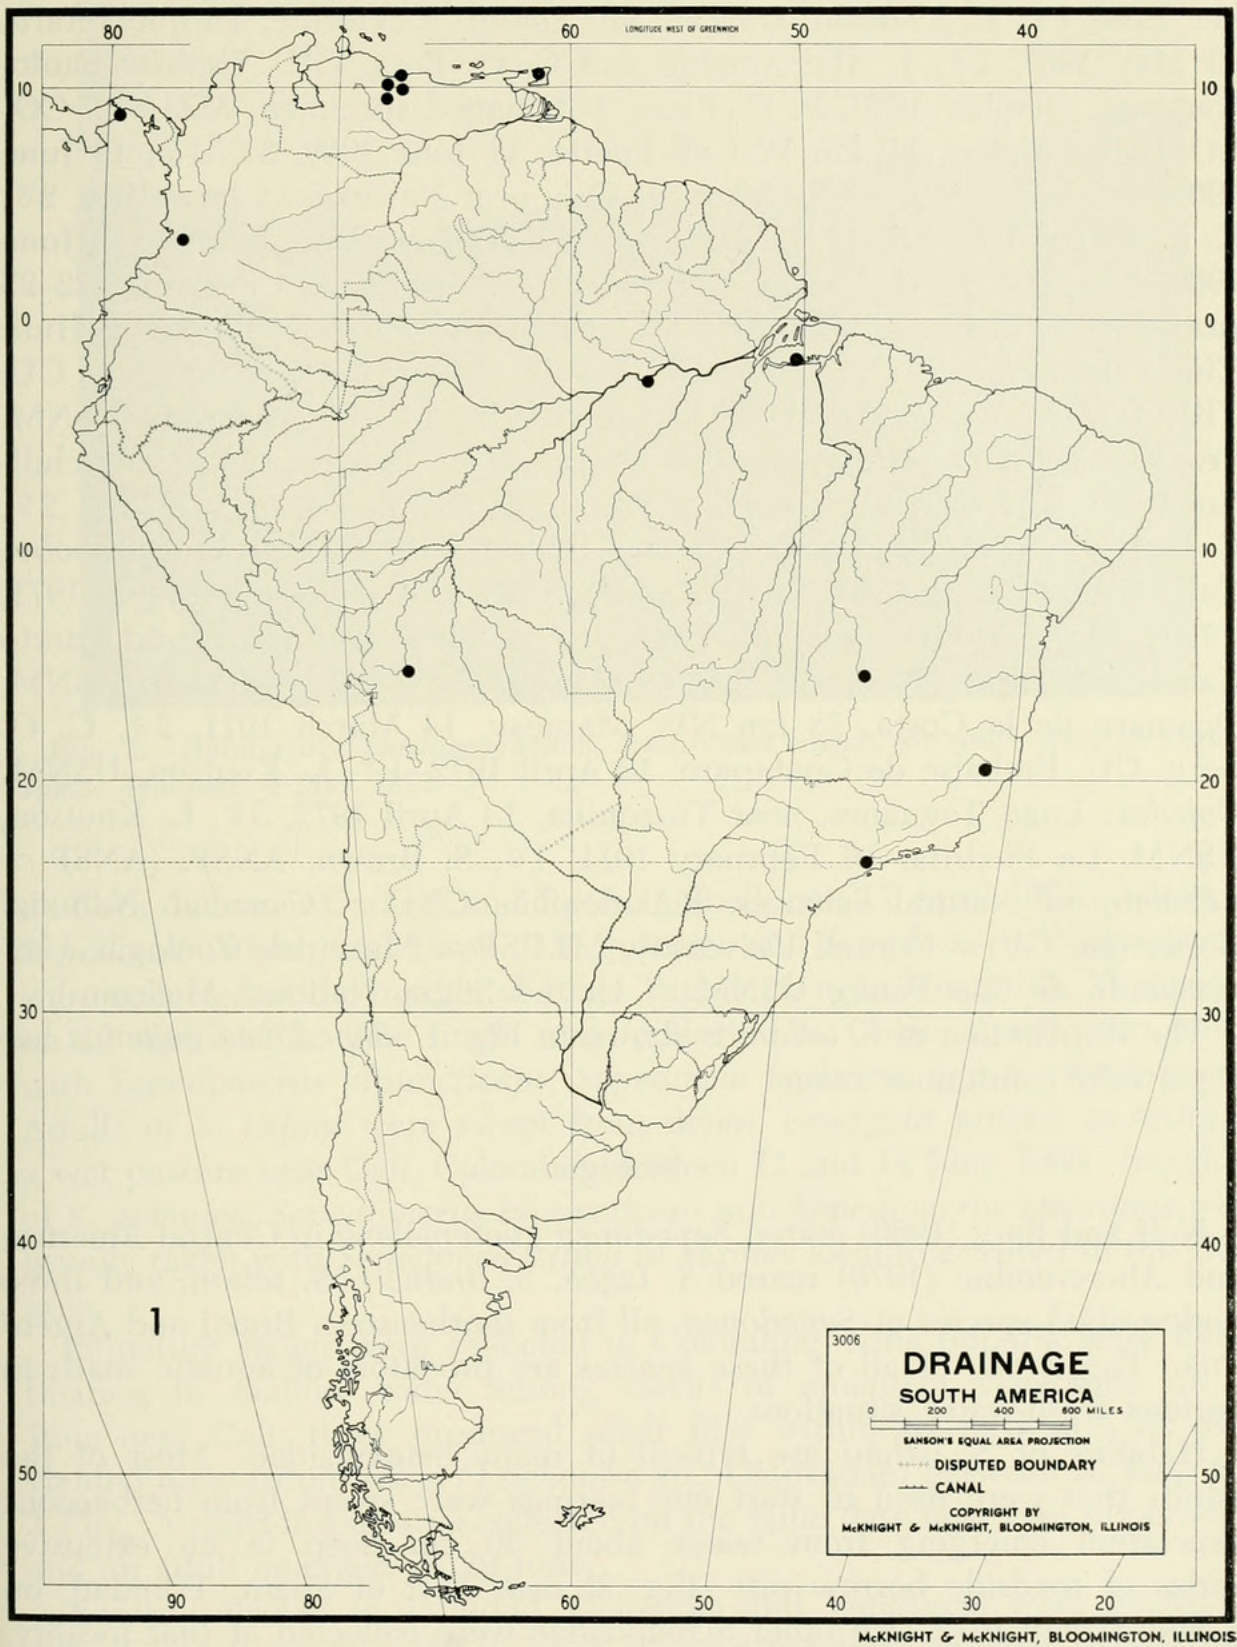 80 60 LONGITUDE WEST OF GREENWICH 50 40
10 10
0 0
10 10
20 20
30 30
40 40
1
3006
DRAINAGE
SOUTH AMERICA
0 200 400 600 MILES
SANSON'S EQUAL AREA PROJECTION
DISPUTED BOUNDARY
CANAL
COPYRIGHT BY
McKNIGHT & McKNIGHT, BLOOMINGTON, ILLINOIS
50 50
90 80 60 50 40 30 20
McKNIGHT & McKNIGHT, BLOOMINGTON, ILLINOIS